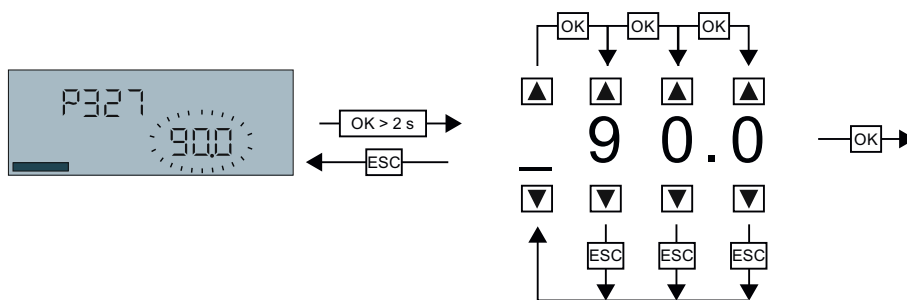 OK OK OK
P327
90.0
OK > 2 s
ESC
_ 9 0.0
OK
ESC ESC ESC